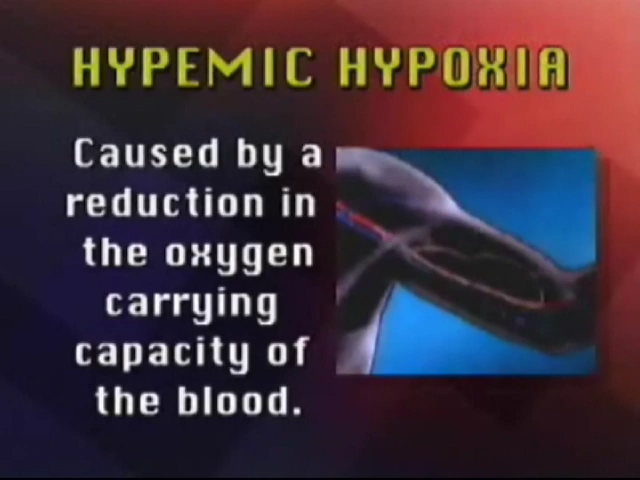 HYPEMIC HYPOXIA
Caused by a
reduction in
the oxygen
carrying
capacity of
the blood.